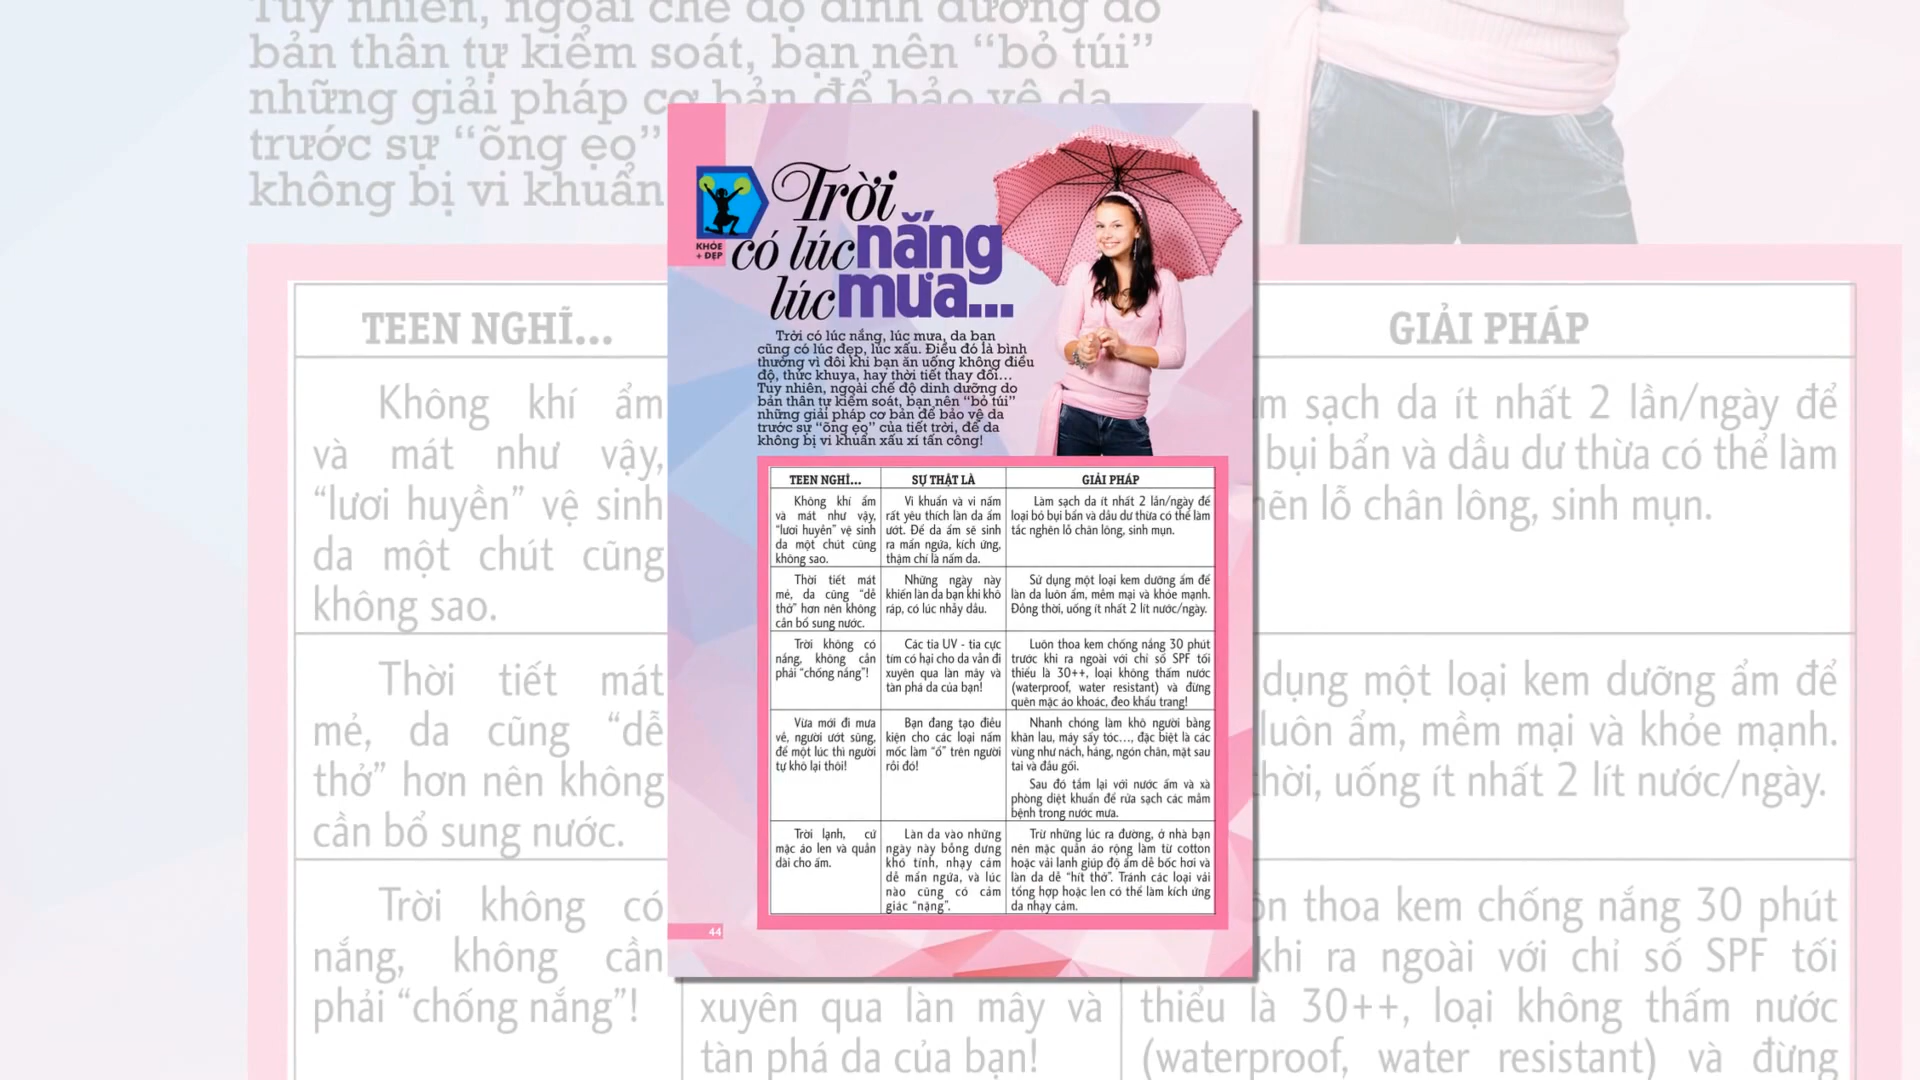 Tuy nhiên, ngoài chế độ dinh dưỡng do
bản thân tự kiểm soát, bạn nên “bỏ túi”
những giải pháp cơ bản để bảo vệ da
trước sự “õng ẹo”
không bị vi khuẩn
TEEN NGHĨ...
Không khí ẩm
và mát như vậy,
“lươi huyền” vệ sinh
da một chút cũng
không sao.
Thời tiết mát
mẻ, da cũng “dễ
thở” hơn nên không
cần bổ sung nước.
Trời không có
nắng, không cần
phải “chống nắng”!
KHỎE
+ ĐẸP
Trời
có lúc nắng
lúc mưa...
Trời có lúc nắng, lúc mưa, da bạn
cũng có lúc đẹp, lúc xấu. Điều đó là bình
thường vì đôi khi bạn ăn uống không điều
độ, thức khuya, hay thời tiết thay đổi...
Tuy nhiên, ngoài chế độ dinh dưỡng do
bản thân tự kiểm soát, bạn nên “bỏ túi”
những giải pháp cơ bản để bảo vệ da
trước sự “õng ẹo” của tiết trời, để da
không bị vi khuẩn xấu xí tấn công!
TEEN NGHĨ...
Không khí ẩm
và mát như vậy,
“lươi huyền” vệ sinh
da một chút cũng
không sao.
SỰ THẬT LÀ
Vi khuẩn và vi nấm
rất yêu thích làn da ẩm
ướt. Để da ẩm sẽ sinh
ra mẩn ngứa, kích ứng,
thậm chí là nấm da.
GIẢI PHÁP
Làm sạch da ít nhất 2 lần/ngày để
loại bỏ bụi bẩn và dầu dư thừa có thể làm
tắc nghẽn lỗ chân lông, sinh mụn.
Thời tiết mát
mẻ, da cũng “dễ
thở” hơn nên không
cần bổ sung nước.
Những ngày này
khiến làn da bạn khi khô
ráp, có lúc nhầy dầu.
Sử dụng một loại kem dưỡng ẩm để
làn da luôn ẩm, mềm mại và khỏe mạnh.
Đồng thời, uống ít nhất 2 lít nước/ngày.
Trời không có
nắng, không cần
phải “chống nắng”!
Các tia UV - tia cực
tím có hại cho da vẫn đi
xuyên qua làn mây và
tàn phá da của bạn!
Luôn thoa kem chống nắng 30 phút
trước khi ra ngoài với chỉ số SPF tối
thiểu là 30++, loại không thấm nước
(waterproof, water resistant) và đừng
quên mặc áo khoác, đeo khẩu trang!
Vừa mới đi mưa
về, người ướt sũng,
để một lúc thì người
tự khô lại thôi!
Bạn đang tạo điều
kiện cho các loại nấm
mốc làm “ổ” trên người
rồi đó!
Nhanh chóng làm khô người bằng
khăn lau, máy sấy tóc..., đặc biệt là các
vùng như nách, háng, ngón chân, mặt sau
tai và đầu gối.
Sau đó tắm lại với nước ấm và xà
phòng diệt khuẩn để rửa sạch các mầm
bệnh trong nước mưa.
Trời lạnh, cứ
mặc áo len và quần
dài cho ấm.
Làn da vào những
ngày này bỗng dưng
khó tính, nhạy cảm
dễ mẩn ngứa, và lúc
nào cũng có cảm
giác “nặng”.
Trừ những lúc ra đường, ở nhà bạn
nên mặc quần áo rộng làm từ cotton
hoặc vải lanh giúp độ ẩm dễ bốc hơi và
làn da dễ “hít thở”. Tránh các loại vải
tổng hợp hoặc len có thể làm kích ứng
da nhạy cảm.
44
GIẢI PHÁP
m sạch da ít nhất 2 lần/ngày để
bụi bẩn và dầu dư thừa có thể làm
hẽn lỗ chân lông, sinh mụn.
dụng một loại kem dưỡng ẩm để
luôn ẩm, mềm mại và khỏe mạnh.
hời, uống ít nhất 2 lít nước/ngày.
ôn thoa kem chống nắng 30 phút
khi ra ngoài với chỉ số SPF tối
thiểu là 30++, loại không thấm nước
(waterproof, water resistant) và đừng
xuyên qua làn mây và
tàn phá da của bạn!